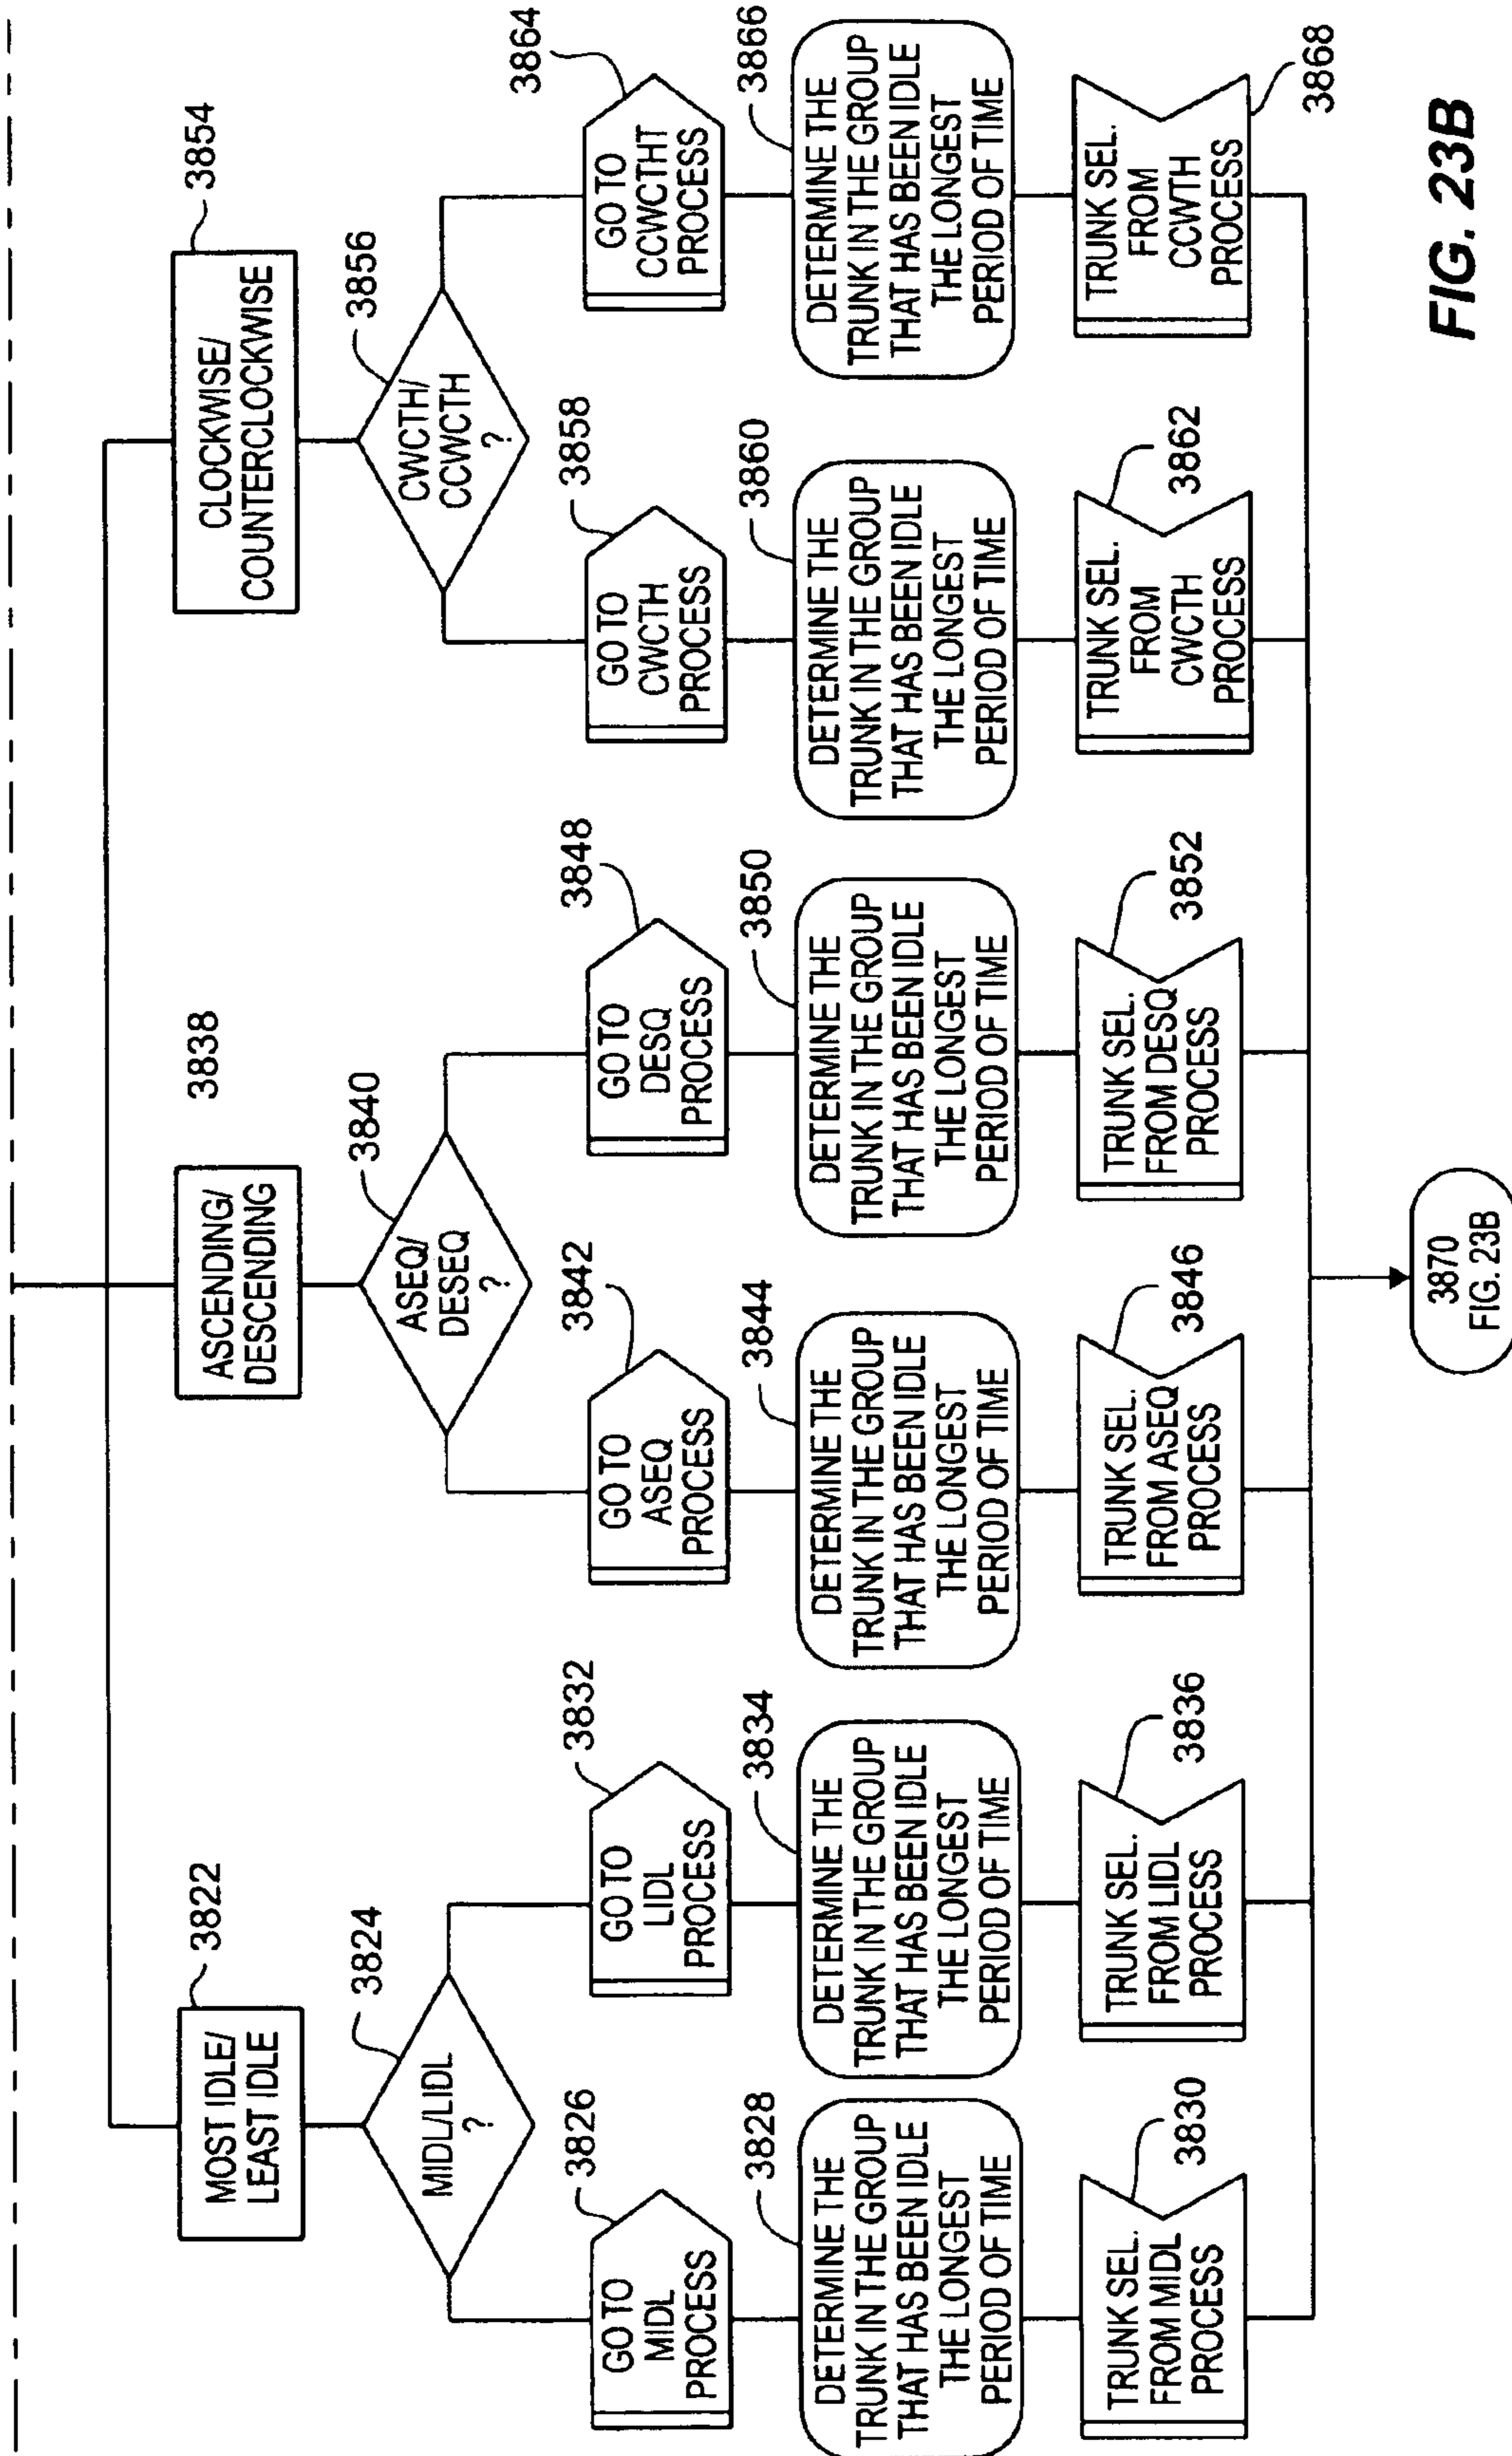 MOST IDLE/
LEAST IDLE
3822
MIDL/LIDL
?
3824
GO TO
MIDL
PROCESS
3826
DETERMINE THE
TRUNK IN THE GROUP
THAT HAS BEEN IDLE
THE LONGEST
PERIOD OF TIME
3828
TRUNK SEL.
FROM MIDL
PROCESS
3830
GO TO
LIDL
PROCESS
3832
DETERMINE THE
TRUNK IN THE GROUP
THAT HAS BEEN IDLE
THE LONGEST
PERIOD OF TIME
3834
TRUNK SEL.
FROM LIDL
PROCESS
3836
ASCENDING/
DESCENDING
3838
ASEQ/
DESEQ
?
3840
GO TO
ASEQ
PROCESS
3842
DETERMINE THE
TRUNK IN THE GROUP
THAT HAS BEEN IDLE
THE LONGEST
PERIOD OF TIME
3844
TRUNK SEL.
FROM ASEQ
PROCESS
3846
GO TO
DESQ
PROCESS
3848
DETERMINE THE
TRUNK IN THE GROUP
THAT HAS BEEN IDLE
THE LONGEST
PERIOD OF TIME
3850
TRUNK SEL.
FROM DESQ
PROCESS
3852
CLOCKWISE/
COUNTERCLOCKWISE
3854
CWCTH/
CCWCTH
?
3856
GO TO
CWCTH
PROCESS
3858
DETERMINE THE
TRUNK IN THE GROUP
THAT HAS BEEN IDLE
THE LONGEST
PERIOD OF TIME
3860
TRUNK SEL.
FROM
CWCTH
PROCESS
3862
GO TO
CCWCTHT
PROCESS
3864
DETERMINE THE
TRUNK IN THE GROUP
THAT HAS BEEN IDLE
THE LONGEST
PERIOD OF TIME
3866
TRUNK SEL.
FROM
CCWTH
PROCESS
3868
3870
FIG. 23B
FIG. 23B